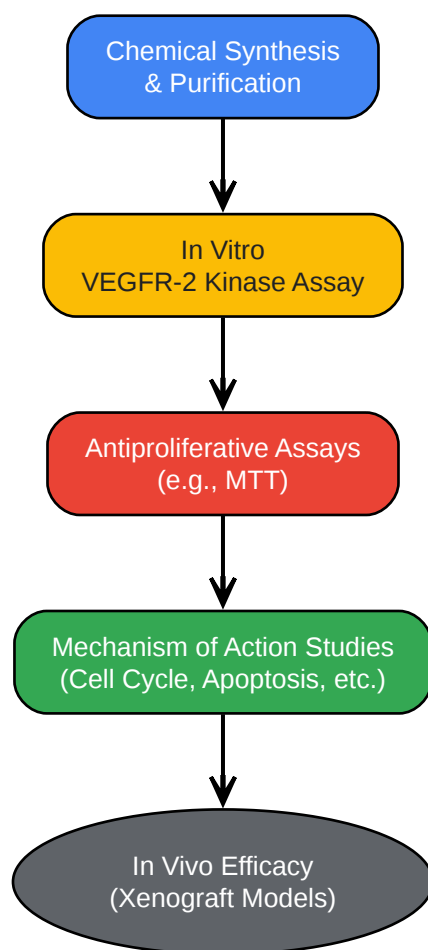 Chemical Synthesis
& Purification
In Vitro
VEGFR-2 Kinase Assay
Antiproliferative Assays
(e.g., MTT)
Mechanism of Action Studies
(Cell Cycle, Apoptosis, etc.)
In Vivo Efficacy
(Xenograft Models)